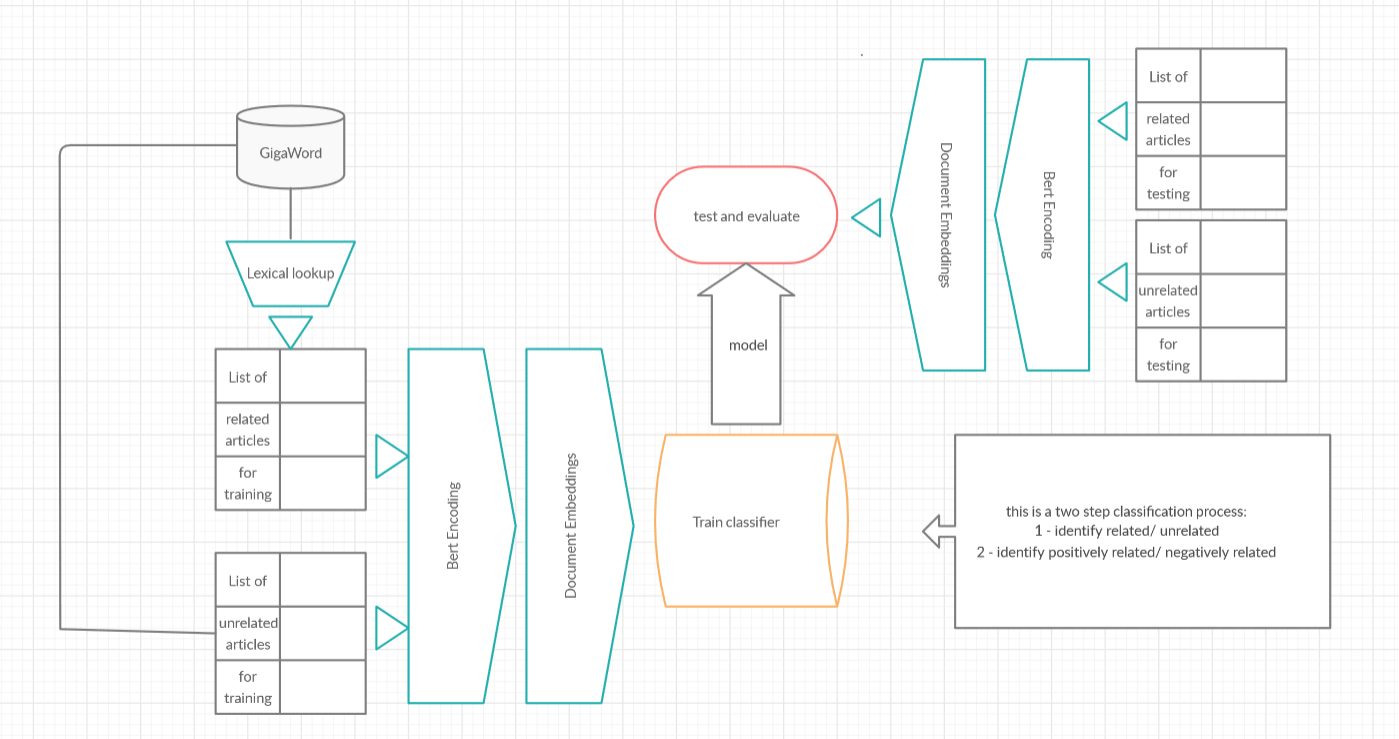 GigaWord
Lexical lookup
List of
related
articles
for
training
List of
unrelated
articles
for
training
Bert Encoding
Document Embeddings
Train classifier
model
test and evaluate
Document Embeddings
Bert Encoding
List of
related
articles
for
testing
List of
unrelated
articles
for
testing
this is a two step classification process:
1 - identify related/ unrelated
2 - identify positively related/ negatively related